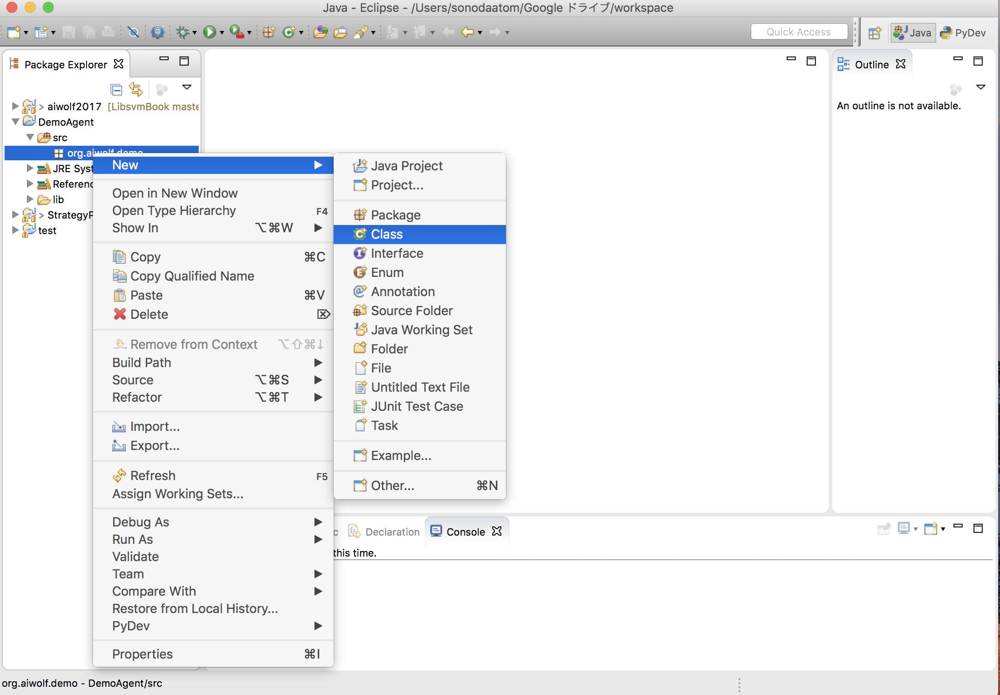 Java - Eclipse - /Users/sonodaatom/Google ドライブ/workspace
Quick Access
Java
PyDev
Package Explorer
> aiwolf2017 [LibsvmBook maste
DemoAgent
src
org.aiwolf.demo
JRE Syst
Referenc
lib
> StrategyP
test
New
Open in New Window
Open Type Hierarchy F4
Show In ⌥⌘W
Copy ⌘C
Copy Qualified Name
Paste ⌘V
Delete ⌦
Remove from Context ⌥⇧⌘↓
Build Path
Source ⌥⌘S
Refactor ⌥⌘T
Import...
Export...
Refresh F5
Assign Working Sets...
Debug As
Run As
Validate
Team
Compare With
Restore from Local History...
PyDev
Properties ⌘I
Java Project
Project...
Package
Class
Interface
Enum
Annotation
Source Folder
Java Working Set
Folder
File
Untitled Text File
JUnit Test Case
Task
Example...
Other... ⌘N
Outline
An outline is not available.
c
Declaration
Console
this time.
org.aiwolf.demo - DemoAgent/src